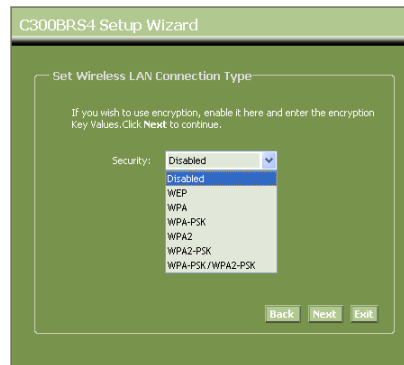 C300BRS4 Setup Wizard
Set Wireless LAN Connection Type
If you wish to use encryption, enable it here and enter the encryption
Key Values.Click Next to continue.
Security: Disabled
Disabled
WEP
WPA
WPA-PSK
WPA2
WPA2-PSK
WPA-PSK/WPA2-PSK
Back Next Exit